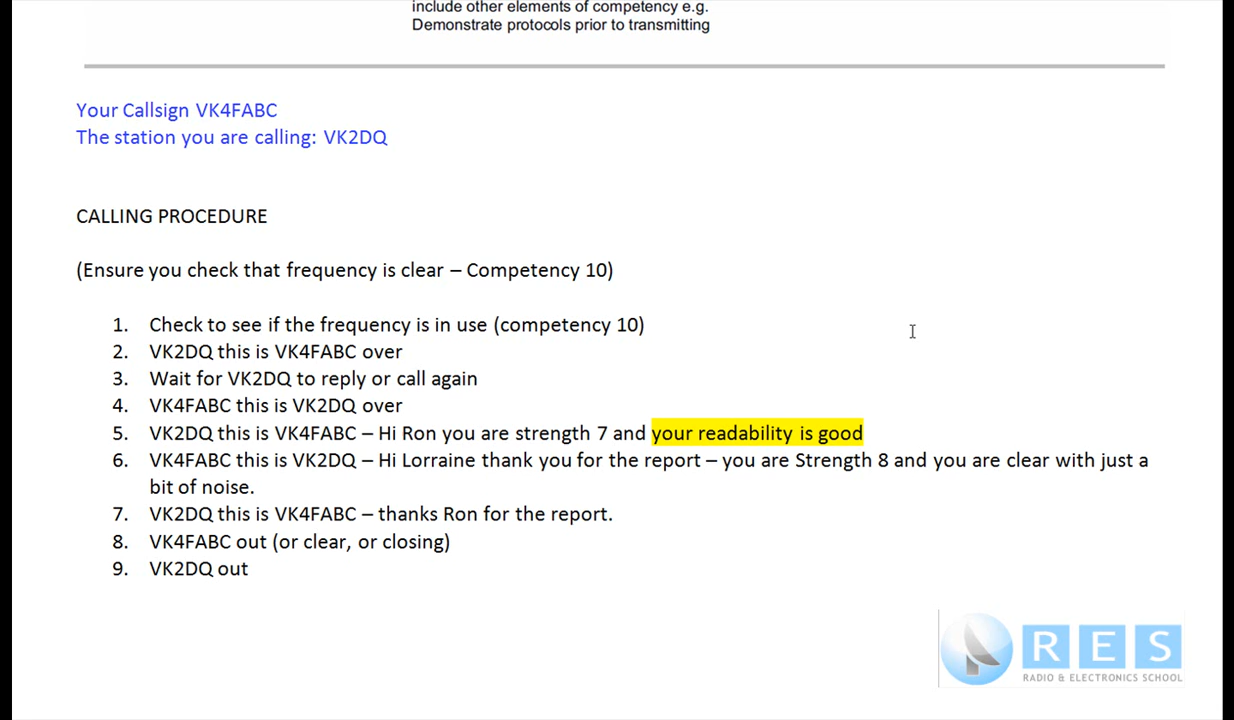 include other elements of competency e.g.
Demonstrate protocols prior to transmitting
Your Callsign VK4FABC
The station you are calling: VK2DQ
CALLING PROCEDURE
(Ensure you check that frequency is clear – Competency 10)
1. Check to see if the frequency is in use (competency 10)
2. VK2DQ this is VK4FABC over
3. Wait for VK2DQ to reply or call again
4. VK4FABC this is VK2DQ over
5. VK2DQ this is VK4FABC – Hi Ron you are strength 7 and your readability is good
6. VK4FABC this is VK2DQ – Hi Lorraine thank you for the report – you are Strength 8 and you are clear with just a
bit of noise.
7. VK2DQ this is VK4FABC – thanks Ron for the report.
8. VK4FABC out (or clear, or closing)
9. VK2DQ out
RES
RADIO & ELECTRONICS SCHOOL